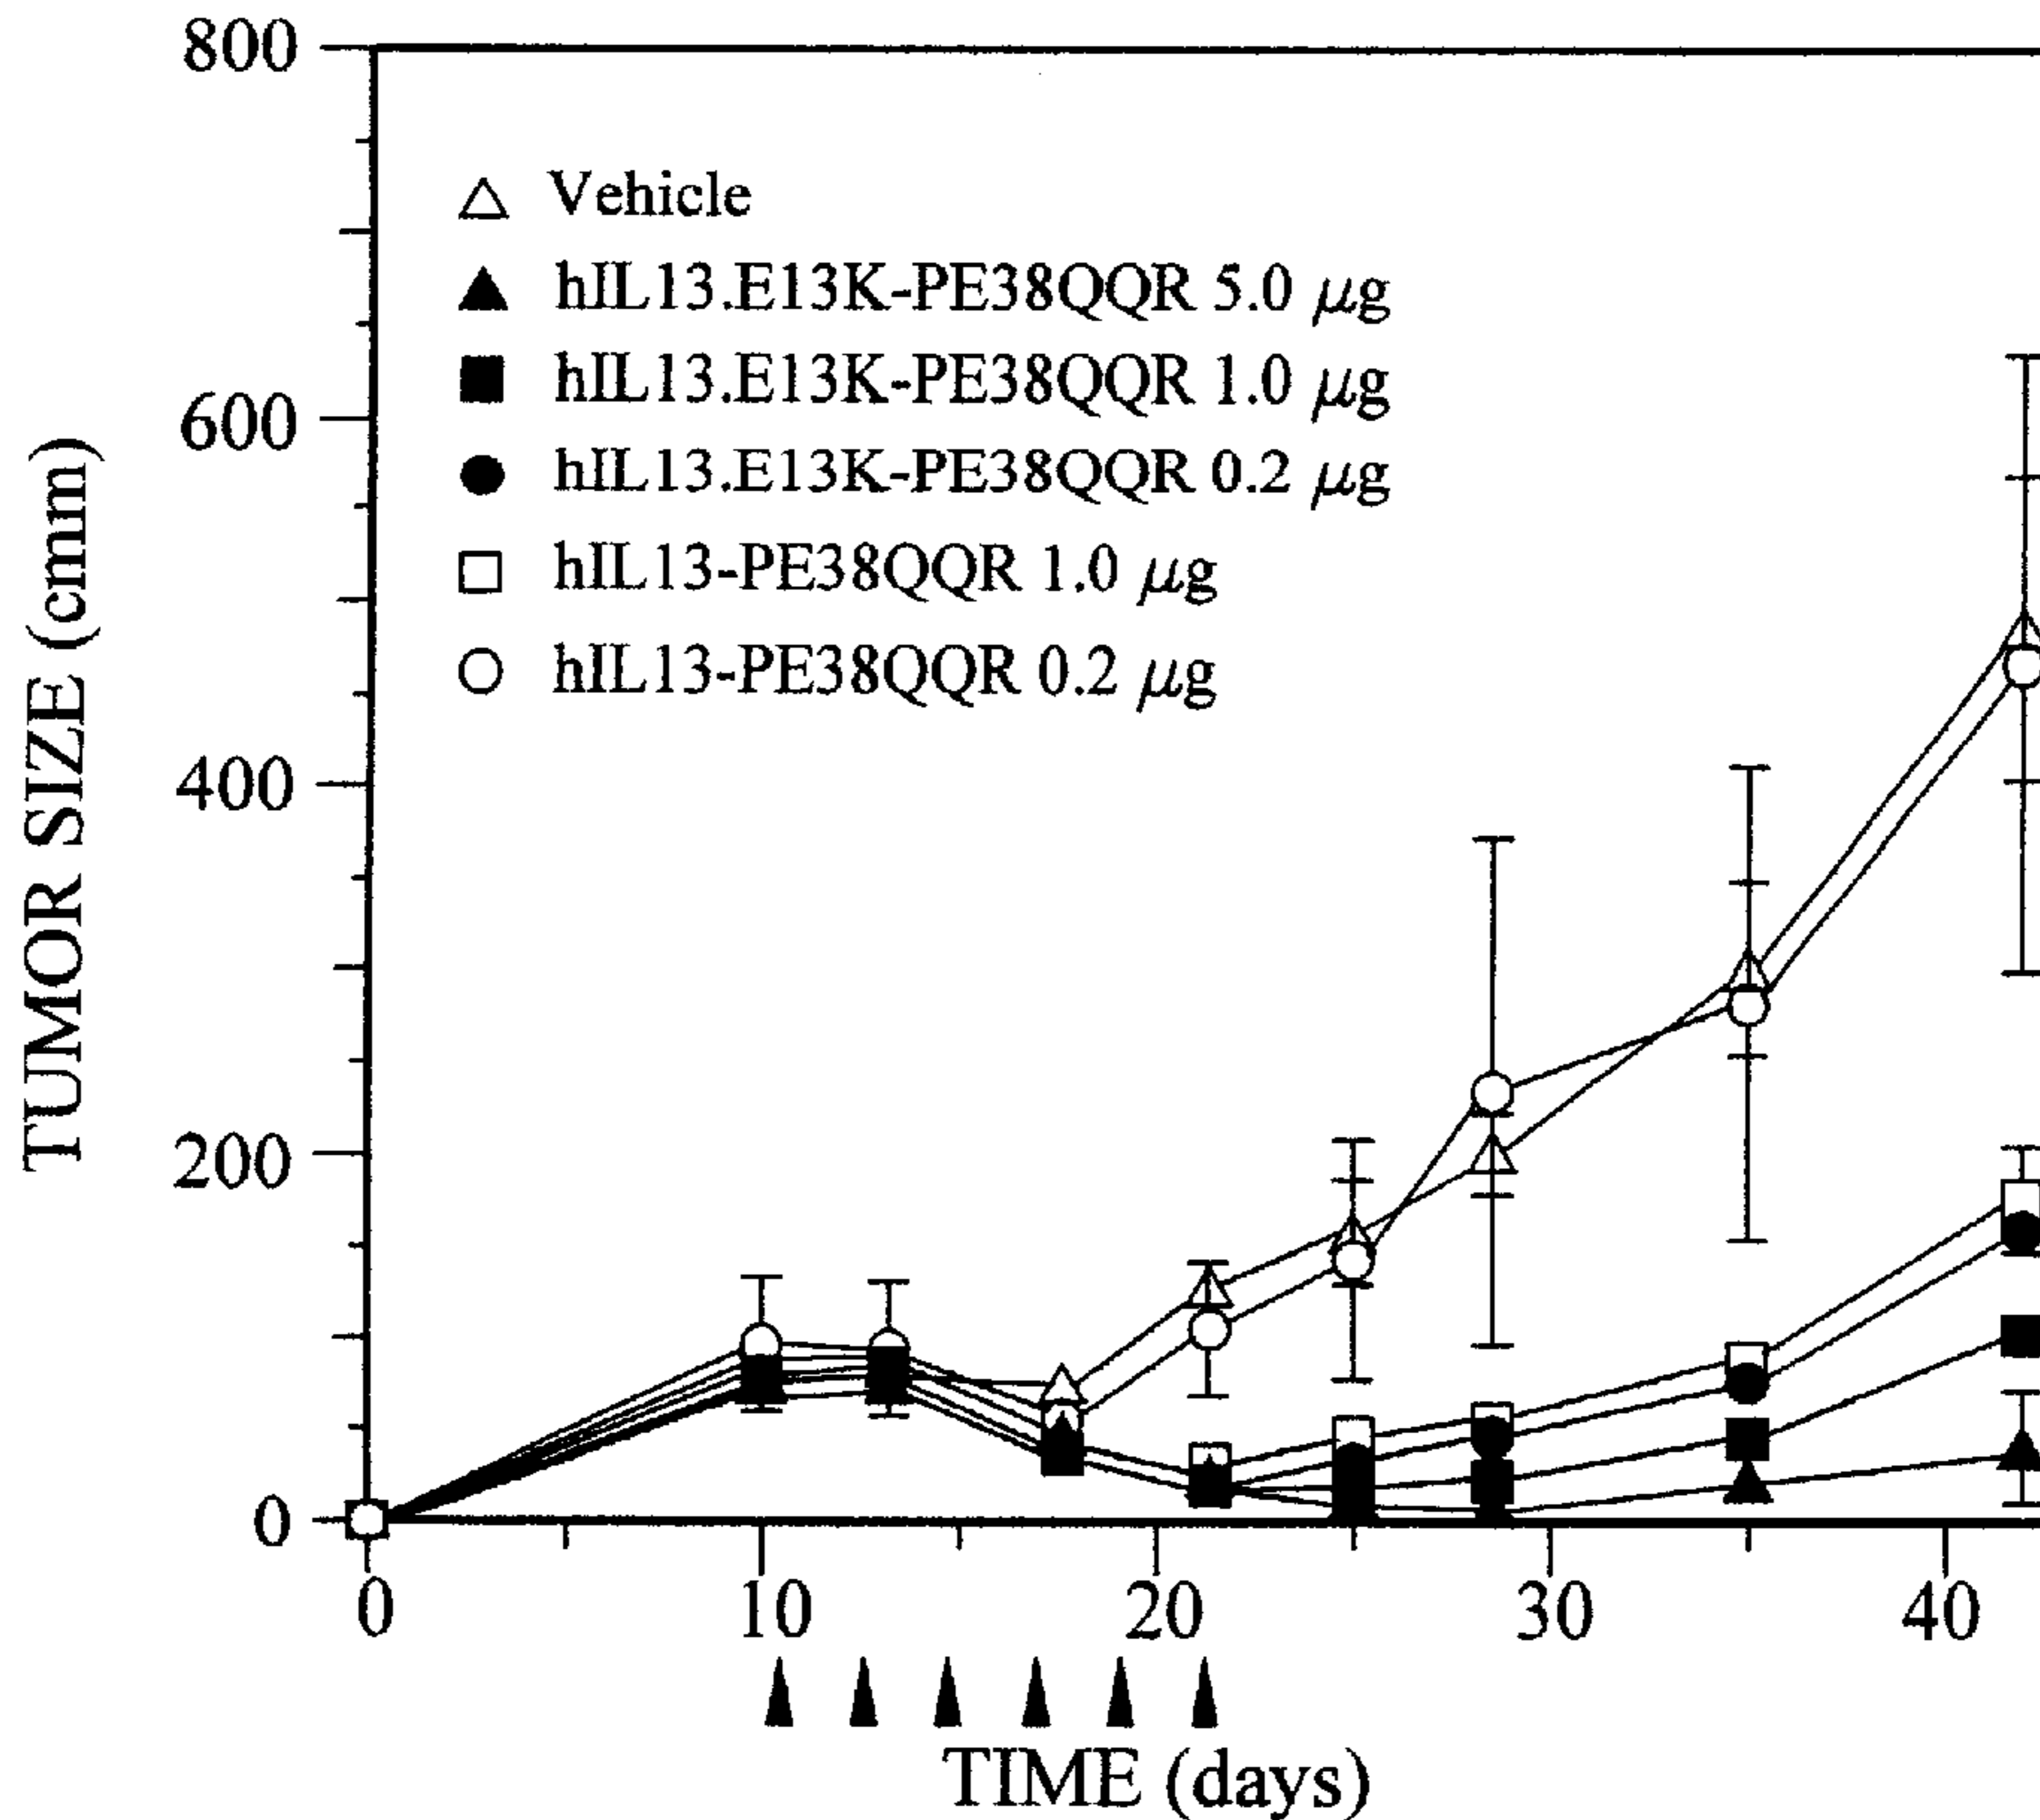 800
600
400
200
0
TUMOR SIZE (cmm)
Vehicle
hIL13.E13K-PE38QQR 5.0 μg
hIL13.E13K-PE38QQR 1.0 μg
hIL13.E13K-PE38QQR 0.2 μg
hIL13-PE38QQR 1.0 μg
hIL13-PE38QQR 0.2 μg
0 10 20 30 40
TIME (days)